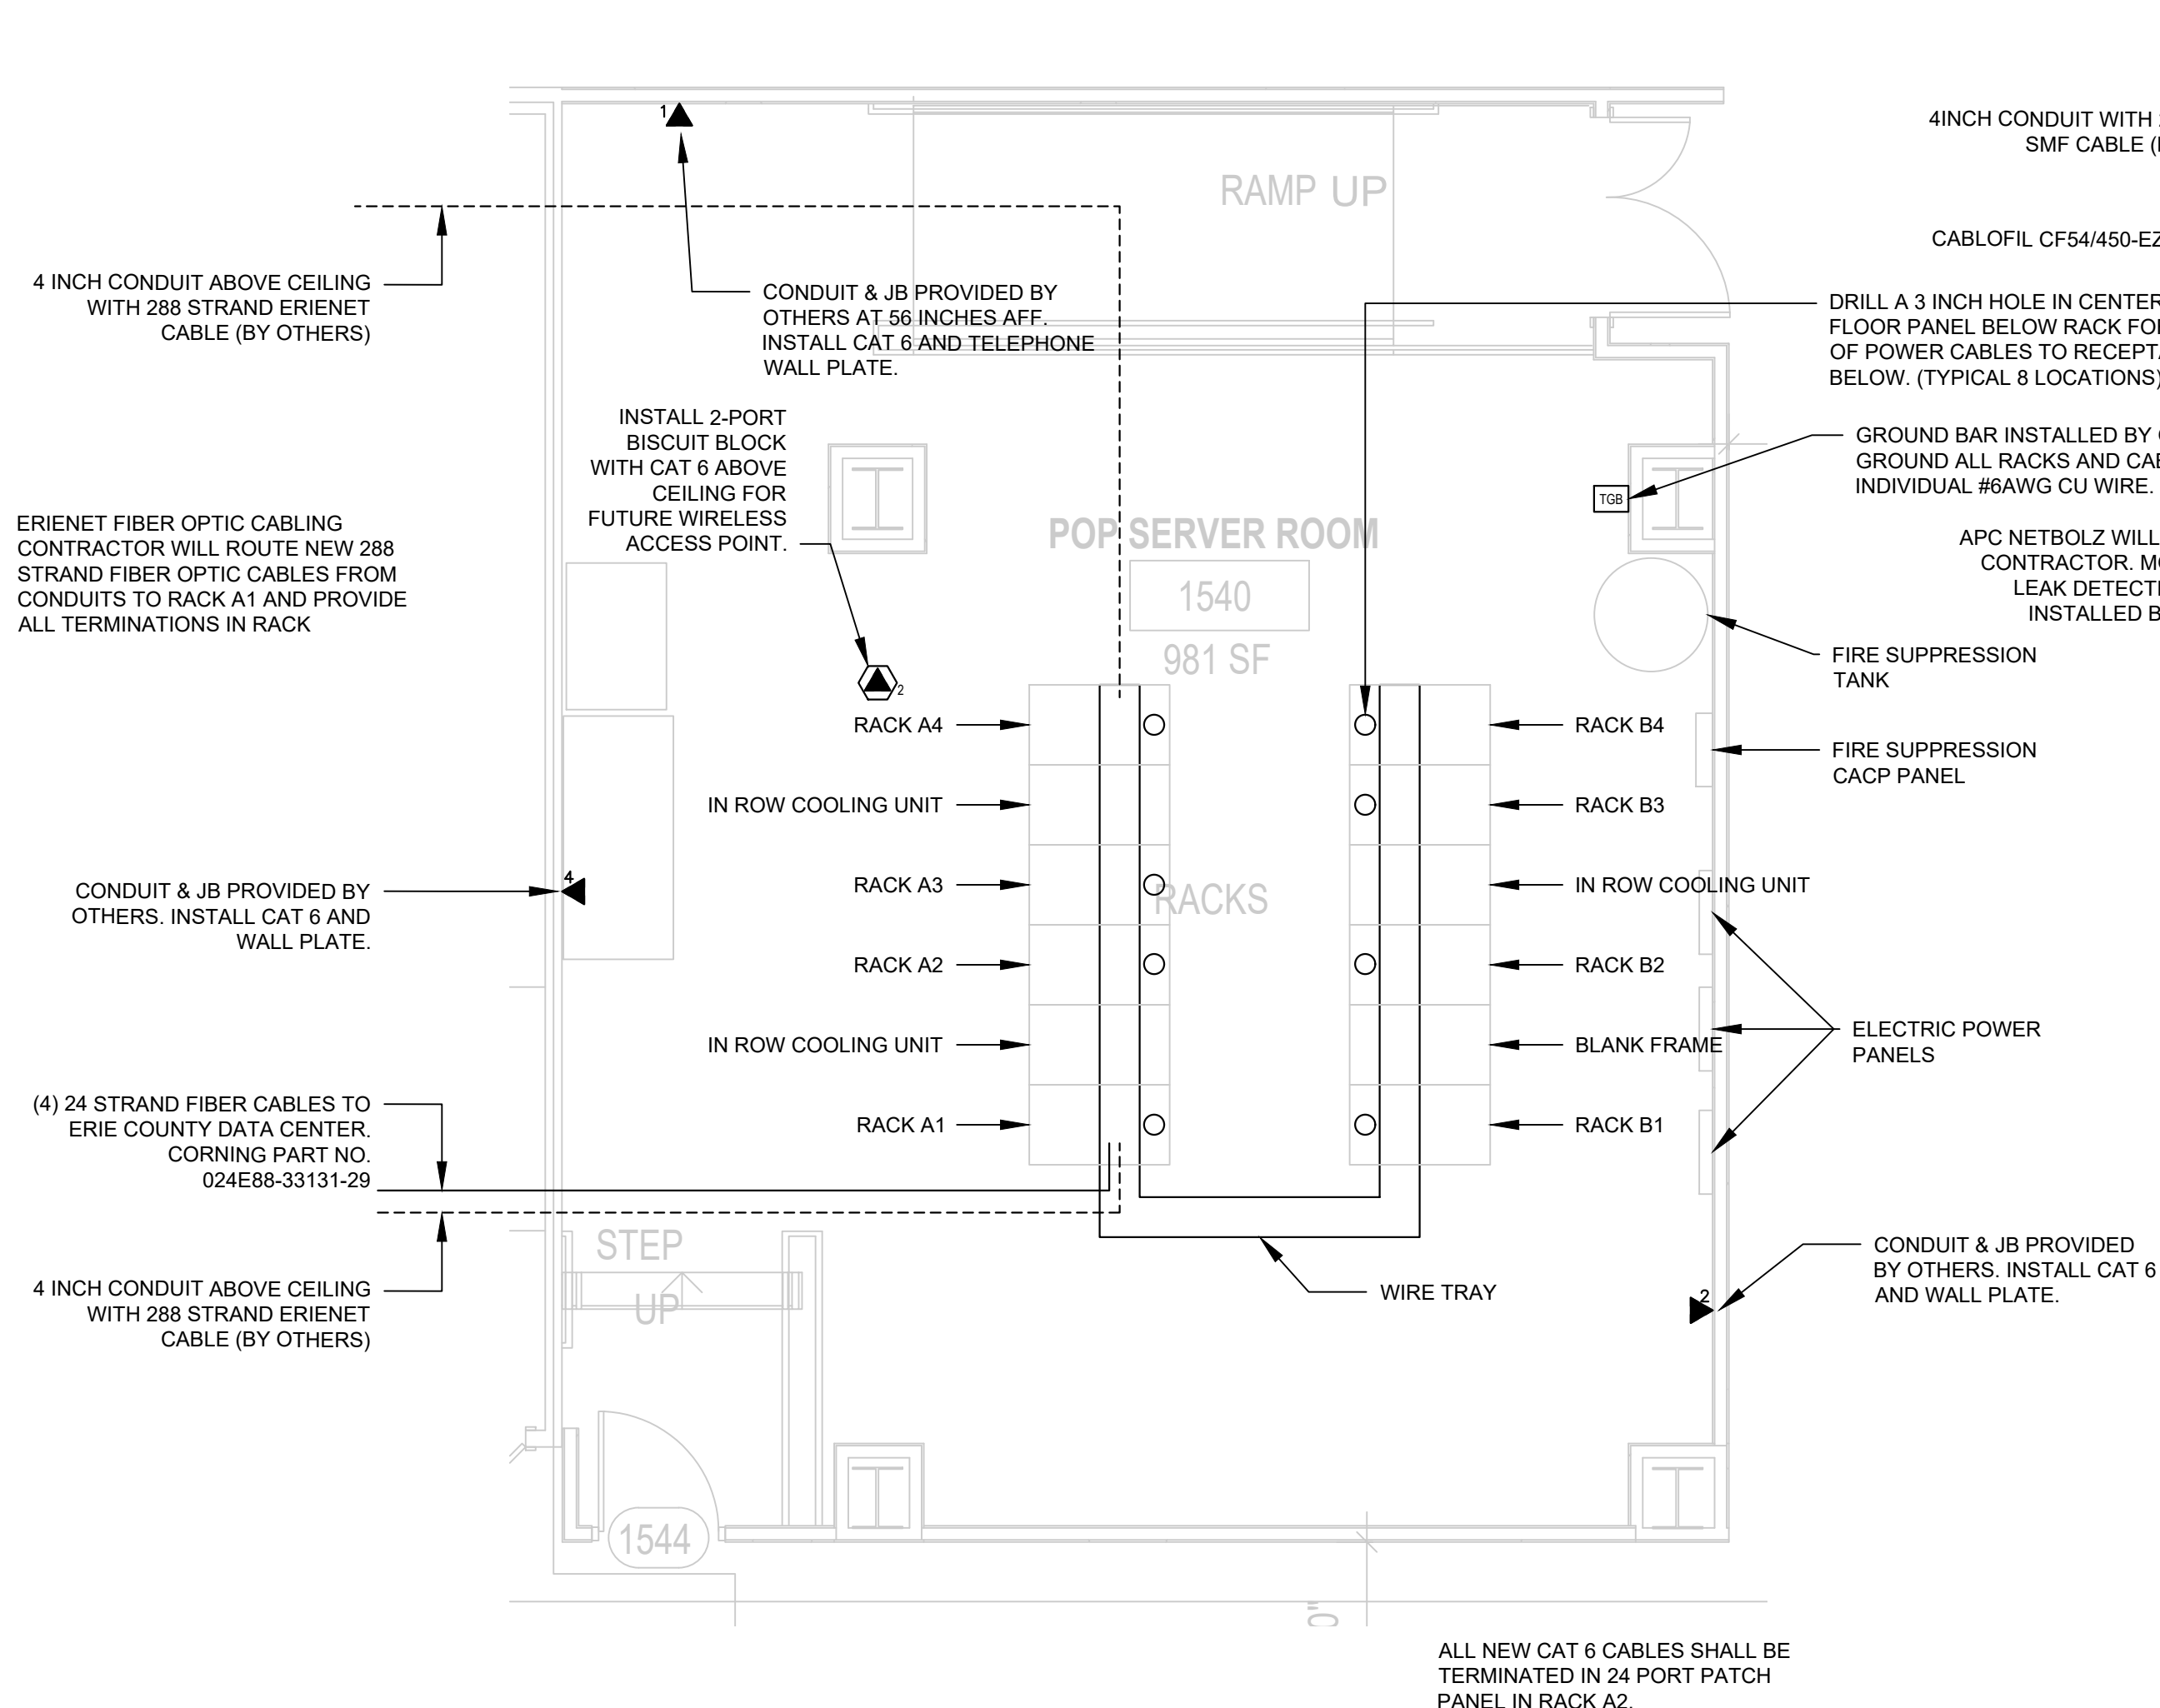 1
4INCH CONDUIT WITH
SMF CABLE
RAMP UP
CABLOFIL CF54/450-EZ
4 INCH CONDUIT ABOVE CEILING
WITH 288 STRAND ERIENET
CABLE (BY OTHERS)
CONDUIT & JB PROVIDED BY
OTHERS AT 56 INCHES AFF.
INSTALL CAT 6 AND TELEPHONE
WALL PLATE.
DRILL A 3 INCH HOLE IN CENTER
FLOOR PANEL BELOW RACK FOR
OF POWER CABLES TO
BELOW. (TYPICAL 8 LOCATIONS)
INSTALL 2-PORT
BISCUIT BLOCK
WITH CAT 6 ABOVE
CEILING FOR
FUTURE WIRELESS
ACCESS POINT.
GROUND BAR INSTALLED BY
GROUND ALL RACKS AND
INDIVIDUAL #6AWG CU WIRE.
TGB
ERIENET FIBER OPTIC CABLING
CONTRACTOR WILL ROUTE NEW 288
STRAND FIBER OPTIC CABLES FROM
CONDUITS TO RACK A1 AND PROVIDE
ALL TERMINATIONS IN RACK
POP SERVER ROOM
1540
981 SF
APC NETBOLZ WILL
CONTRACTOR.
LEAK
INSTALLED
FIRE SUPPRESSION
TANK
2
RACK A4
RACK B4
FIRE SUPPRESSION
CACP PANEL
IN ROW COOLING UNIT
RACK B3
RACK A3
RACKS
IN ROW COOLING UNIT
4
CONDUIT & JB PROVIDED BY
OTHERS. INSTALL CAT 6 AND
WALL PLATE.
RACK A2
RACK B2
IN ROW COOLING UNIT
BLANK FRAME
ELECTRIC POWER
PANELS
(4) 24 STRAND FIBER CABLES TO
ERIE COUNTY DATA CENTER.
CORNING PART NO.
024E88-33131-29
RACK A1
RACK B1
STEP
UP
4 INCH CONDUIT ABOVE CEILING
WITH 288 STRAND ERIENET
CABLE (BY OTHERS)
WIRE TRAY
CONDUIT & JB PROVIDED
BY OTHERS. INSTALL CAT 6
AND WALL PLATE.
2
1544
0"
ALL NEW CAT 6 CABLES SHALL BE
TERMINATED IN 24 PORT PATCH
PANEL IN RACK A2.